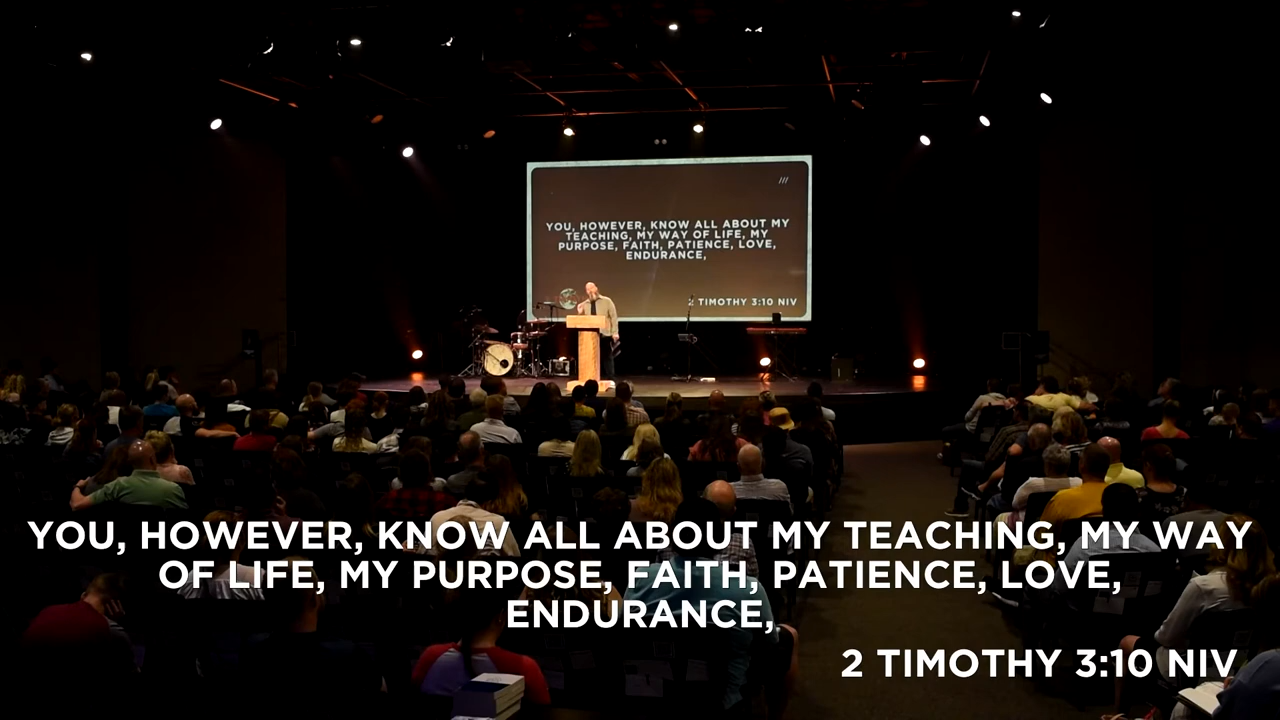 ///
YOU, HOWEVER, KNOW ALL ABOUT MY
TEACHING, MY WAY OF LIFE, MY
PURPOSE, FAITH, PATIENCE, LOVE,
ENDURANCE,
2 TIMOTHY 3:10 NIV
YOU, HOWEVER, KNOW ALL ABOUT MY TEACHING, MY WAY
OF LIFE, MY PURPOSE, FAITH, PATIENCE, LOVE,
ENDURANCE,
2 TIMOTHY 3:10 NIV